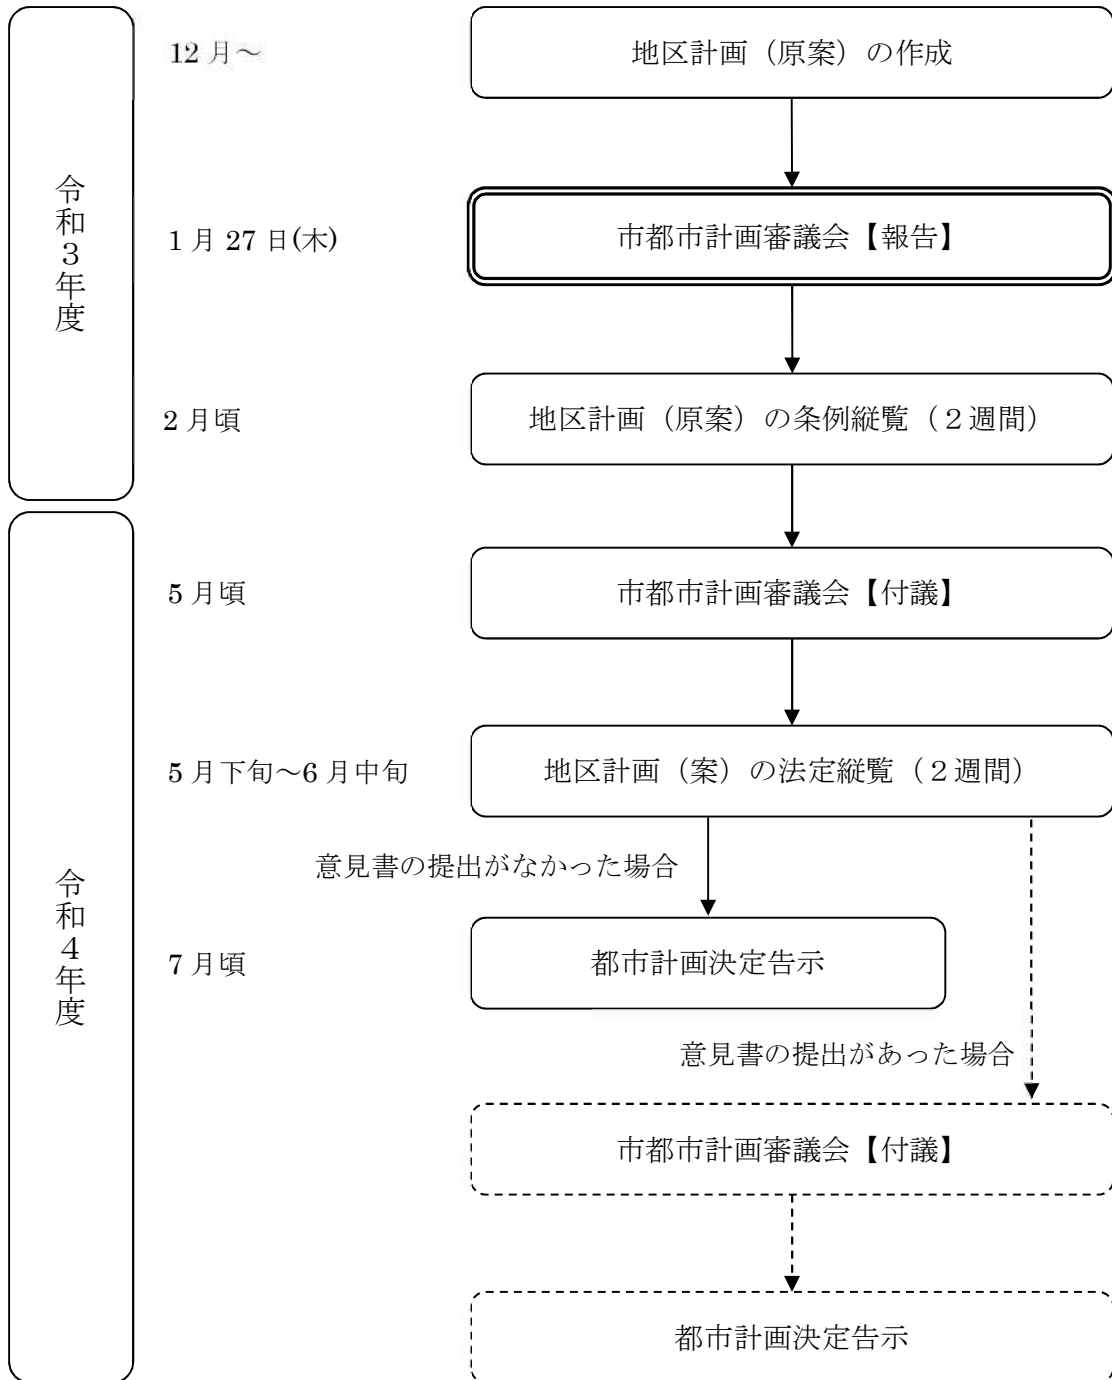 令和３年度
12 月～
地区計画（原案）の作成
1 月 27 日(木)
市都市計画審議会【報告】
2 月頃
地区計画（原案）の条例縦覧（２週間）
令和４年度
5 月頃
市都市計画審議会【付議】
5 月下旬～6 月中旬
地区計画（案）の法定縦覧（２週間）
意見書の提出がなかった場合
7 月頃
都市計画決定告示
意見書の提出があった場合
市都市計画審議会【付議】
都市計画決定告示